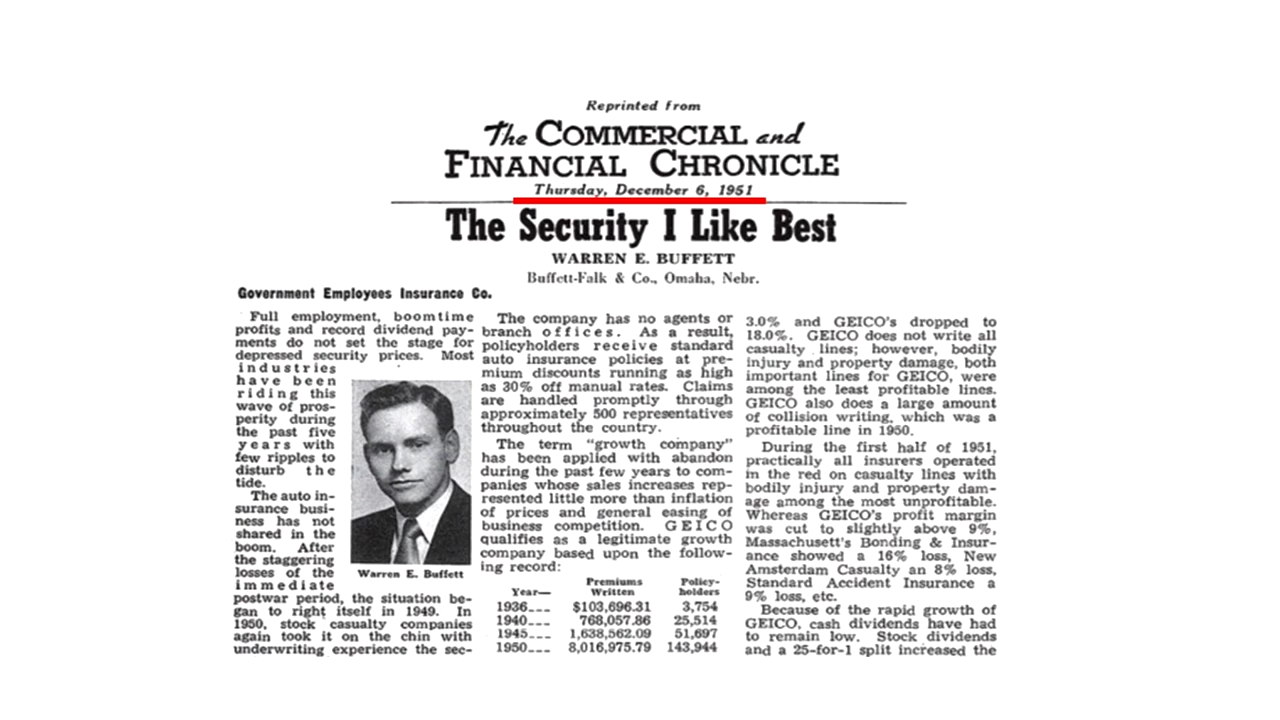 Reprinted from
The COMMERCIAL and
FINANCIAL CHRONICLE
Thursday, December 6, 1951
The Security I Like Best
WARREN E. BUFFETT
Buffett-Falk & Co., Omaha, Nebr.
Government Employees Insurance Co.
Full employment, boomtime
profits and record dividend pay-
ments do not set the stage for
depressed security prices. Most
industries
have been
riding this
wave of pros-
perity during
the past five
years with
few ripples to
disturb the
tide.
The auto in-
surance busi-
ness has not
shared in the
boom. After
the staggering
losses of the
immediate
postwar period, the situation be-
gan to right itself in 1949. In
1950, stock casualty companies
again took it on the chin with
underwriting experience the sec-
Warren E. Buffett
The company has no agents or
branch offices. As a result,
policyholders receive standard
auto insurance policies at pre-
mium discounts running as high
as 30% off manual rates. Claims
are handled promptly through
approximately 500 representatives
throughout the country.
The term "growth company"
has been applied with abandon
during the past few years to com-
panies whose sales increases rep-
resented little more than inflation
of prices and general easing of
business competition. GEICO
qualifies as a legitimate growth
company based upon the follow-
ing record:
Premiums Policy-
Year— Written holders
1936--- $103,696.31 3,754
1940--- 768,057.86 25,514
1945--- 1,638,562.09 51,697
1950--- 8,016,975.79 143,944
3.0% and GEICO's dropped to
18.0%. GEICO does not write all
casualty lines; however, bodily
injury and property damage, both
important lines for GEICO, were
among the least profitable lines.
GEICO also does a large amount
of collision writing, which was a
profitable line in 1950.
During the first half of 1951,
practically all insurers operated
in the red on casualty lines with
bodily injury and property dam-
age among the most unprofitable.
Whereas GEICO's profit margin
was cut to slightly above 9%,
Massachusett's Bonding & Insur-
ance showed a 16% loss, New
Amsterdam Casualty an 8% loss,
Standard Accident Insurance a
9% loss, etc.
Because of the rapid growth of
GEICO, cash dividends have had
to remain low. Stock dividends
and a 25-for-1 split increased the